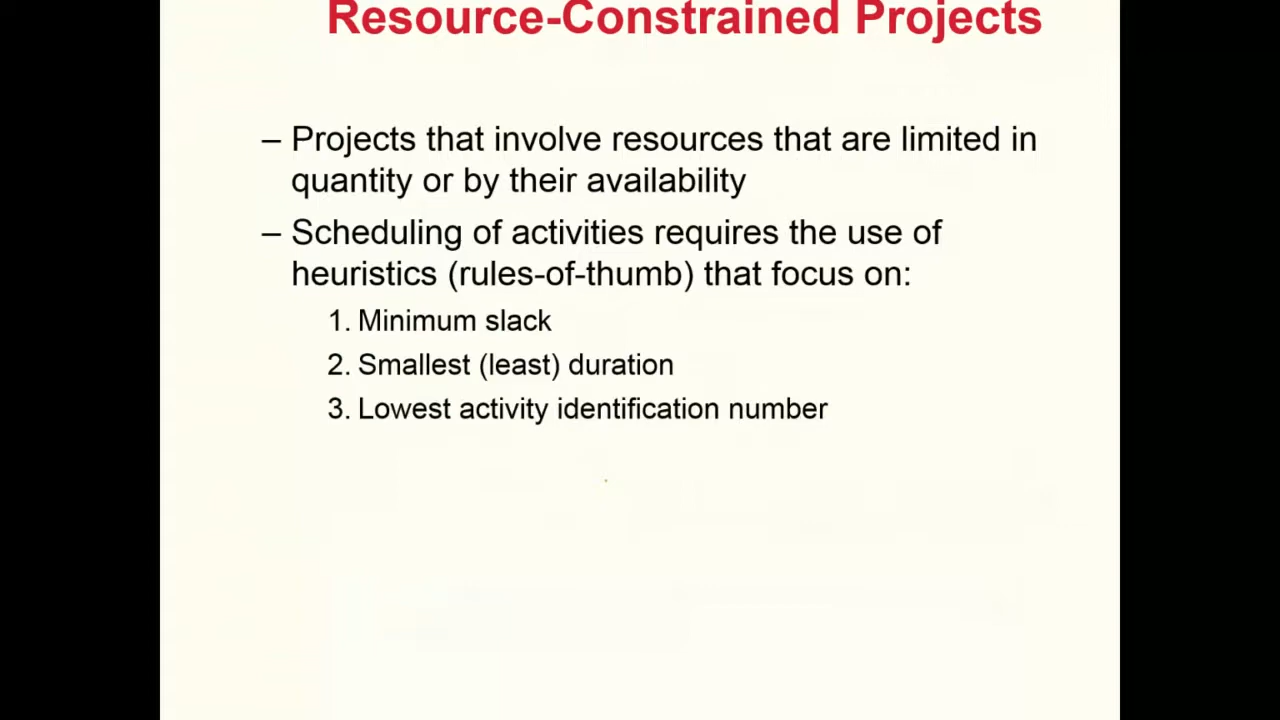 Resource-Constrained Projects
– Projects that involve resources that are limited in
quantity or by their availability
– Scheduling of activities requires the use of
heuristics (rules-of-thumb) that focus on:
1. Minimum slack
2. Smallest (least) duration
3. Lowest activity identification number